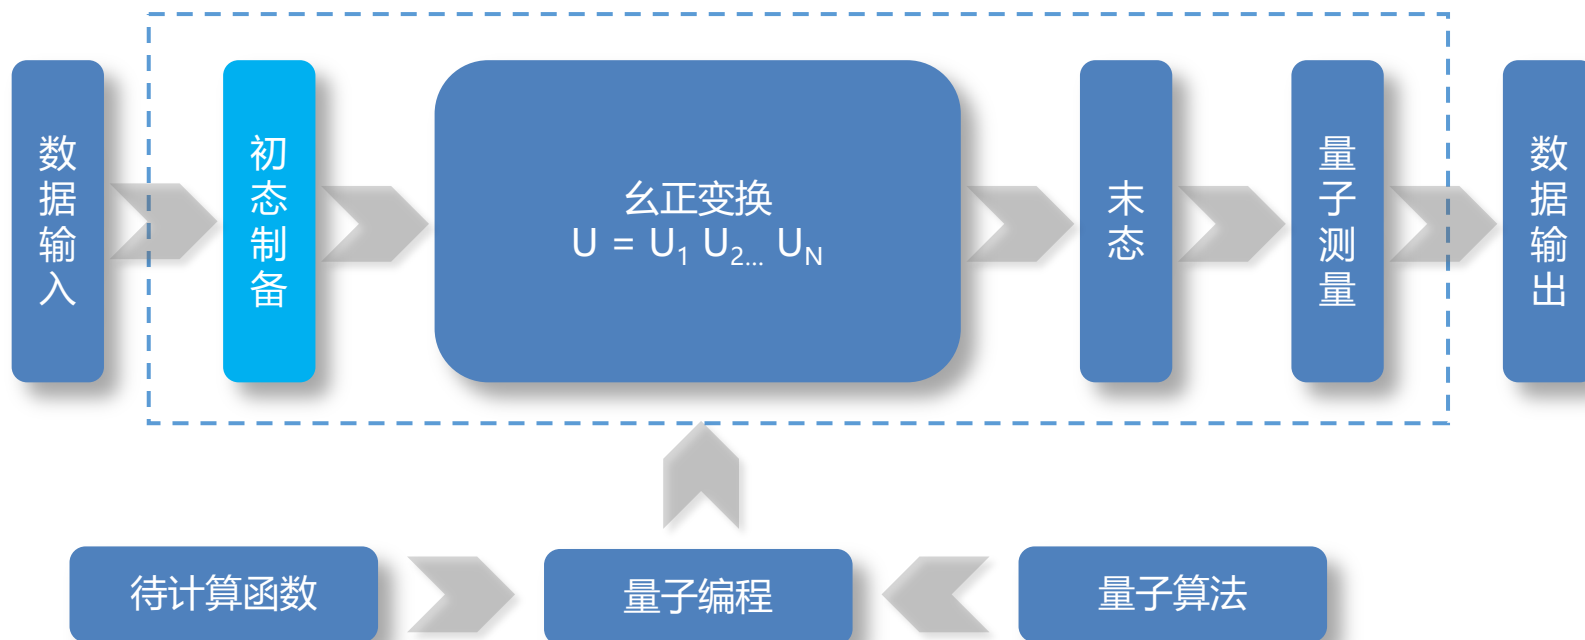 数据输入
初态制备
幺正变换
U = U₁ U₂... U_N
末态
量子测量
数据输出
待计算函数
量子编程
量子算法